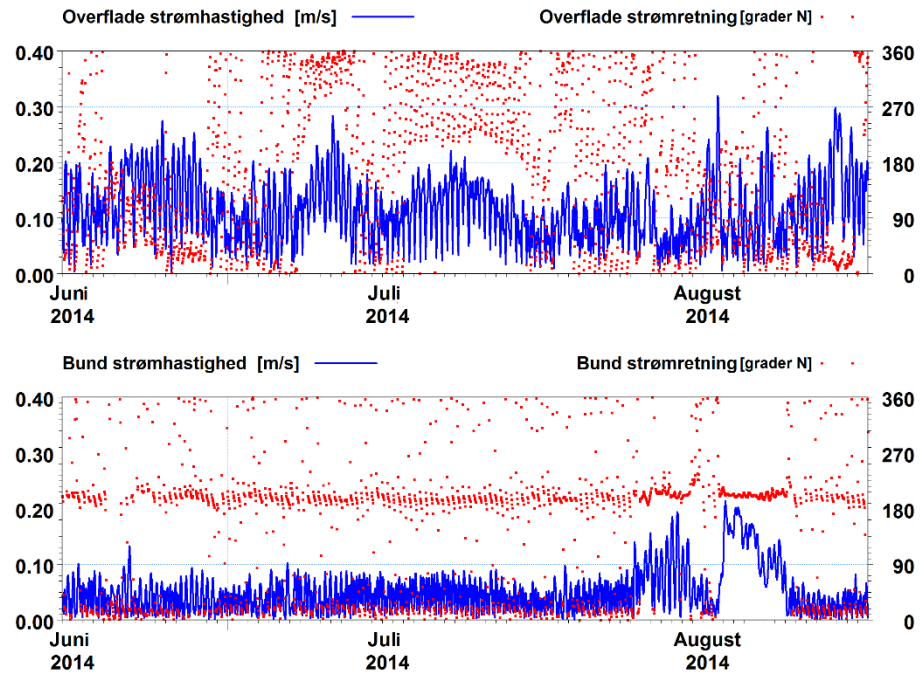 Overflade strømhastighed [m/s] Overflade strømretning [grader N]
0.40 360
0.30 270
0.20 180
0.10 90
0.00 0
Juni Juli August
2014 2014 2014
Bund strømhastighed [m/s] Bund strømretning [grader N]
0.40 360
0.30 270
0.20 180
0.10 90
0.00 0
Juni Juli August
2014 2014 2014